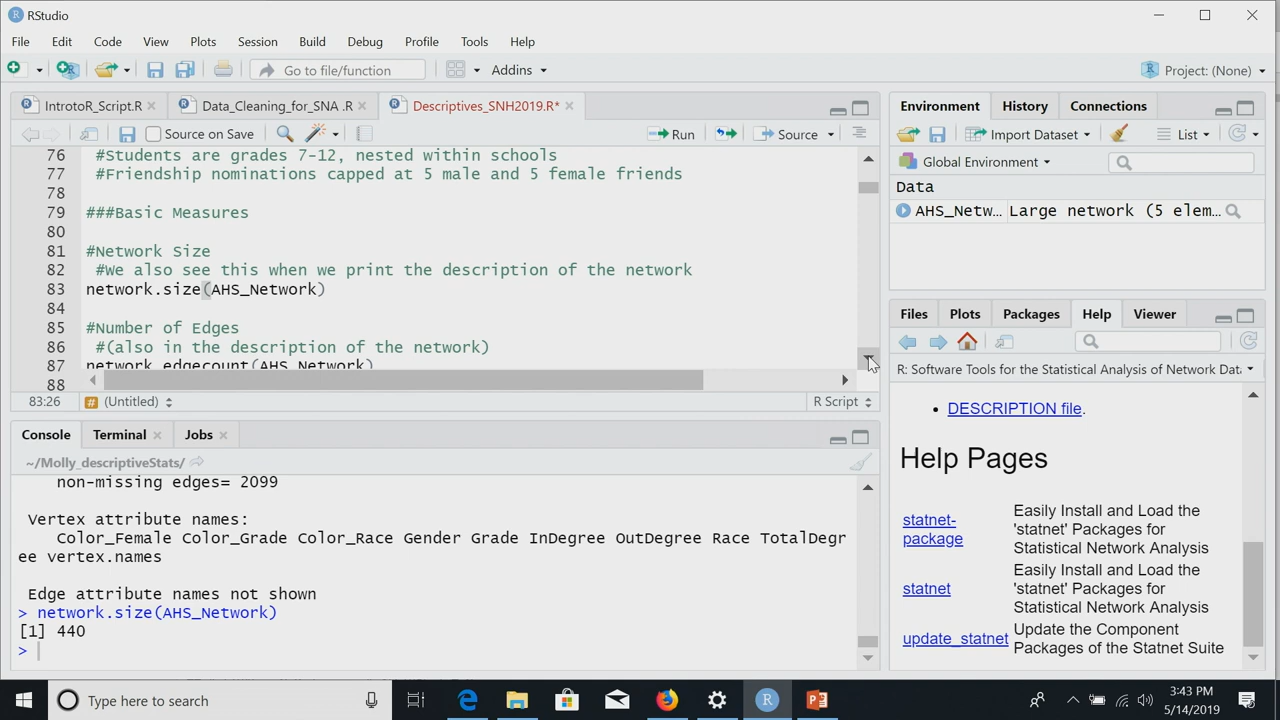 RStudio
File Edit Code View Plots Session Build Debug Profile Tools Help
Go to file/function Addins Project: (None)
IntrotoR_Script.R Data_Cleaning_for_SNA .R Descriptives_SNH2019.R*
Source on Save Run Source
76 #Students are grades 7-12, nested within schools
77 #Friendship nominations capped at 5 male and 5 female friends
78
79 ###Basic Measures
80
81 #Network Size
82 #We also see this when we print the description of the network
83 network.size(AHS_Network)
84
85 #Number of Edges
86 #(also in the description of the network)
87 network.edgecount(AHS_Network)
88
83:26 # (Untitled) R Script
Console Terminal Jobs
~/Molly_descriptiveStats/
non-missing edges= 2099
Vertex attribute names:
Color_Female Color_Grade Color_Race Gender Grade InDegree OutDegree Race TotalDegr
ee vertex.names
Edge attribute names not shown
> network.size(AHS_Network)
[1] 440
>
Environment History Connections
Import Dataset List
Global Environment
Data
AHS_Netw... Large network (5 elem...
Files Plots Packages Help Viewer
R: Software Tools for the Statistical Analysis of Network Data
• DESCRIPTION file.
Help Pages
statnet-package Easily Install and Load the 'statnet' Packages for Statistical Network Analysis
statnet Easily Install and Load the 'statnet' Packages for Statistical Network Analysis
update_statnet Update the Component Packages of the Statnet Suite
Type here to search
3:43 PM
5/14/2019